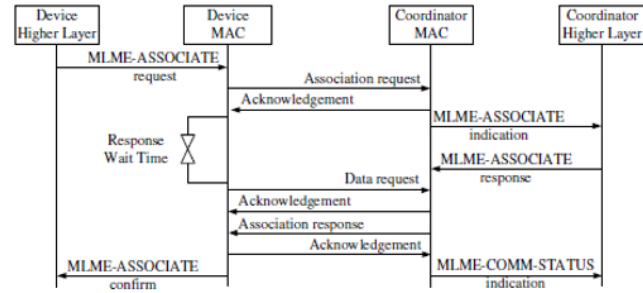 Device
Higher Layer
Device
MAC
Coordinator
MAC
Coordinator
Higher Layer
MLME-ASSOCIATE
request
Association request
Acknowledgement
MLME-ASSOCIATE
indication
Response
Wait Time
MLME-ASSOCIATE
response
Data request
Acknowledgement
Association response
Acknowledgement
MLME-ASSOCIATE
confirm
MLME-COMM-STATUS
indication